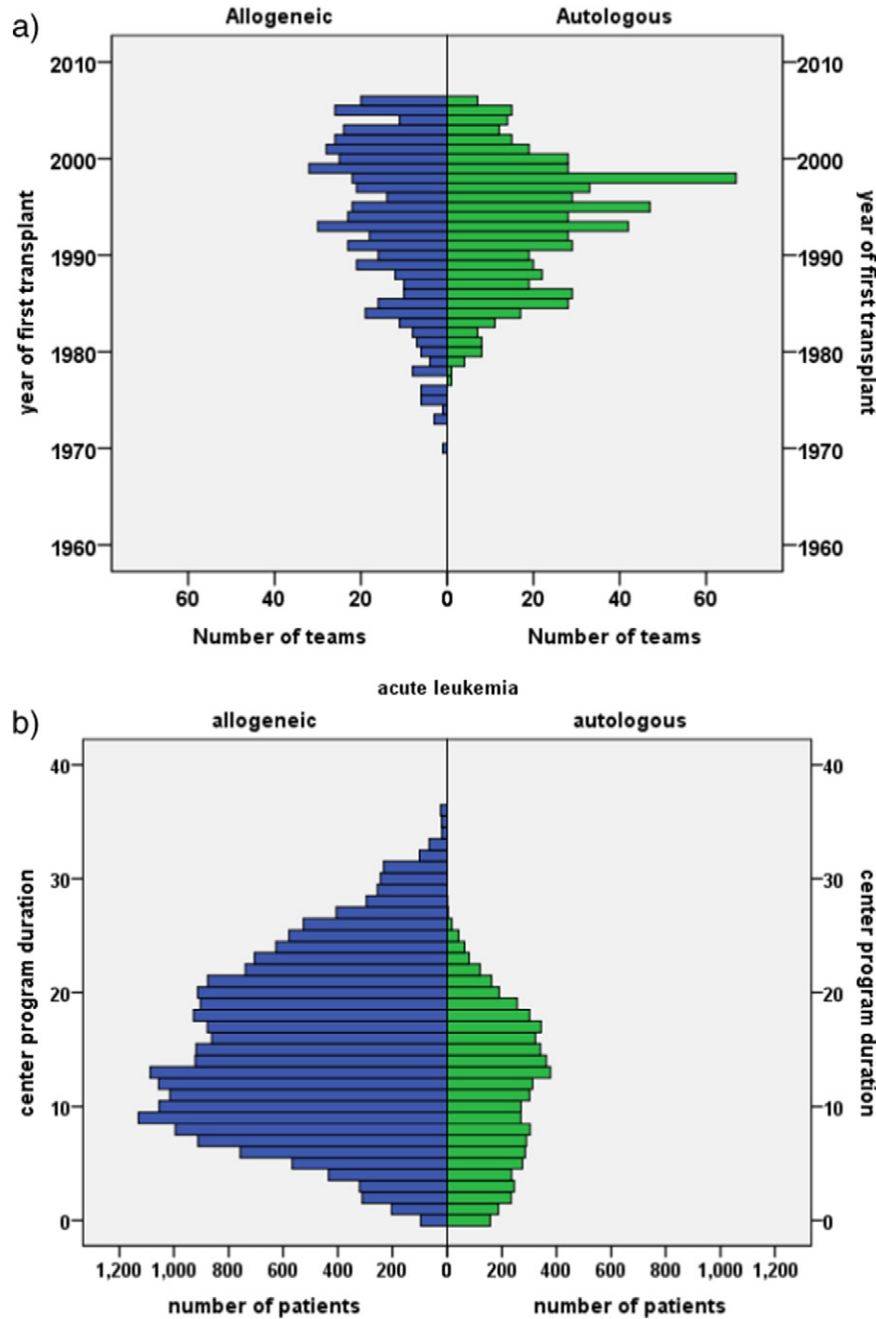 a)
Allogeneic Autologous
2010 2010
2000 2000
1990 1990
1980 1980
1970 1970
1960 1960
year of first transplant
year of first transplant
60 40 20 0 20 40 60
Number of teams Number of teams
acute leukemia
b)
allogeneic autologous
40 40
30 30
20 20
10 10
0 0
center program duration
center program duration
1,200 1,000 800 600 400 200 0 200 400 600 800 1,000 1,200
number of patients number of patients